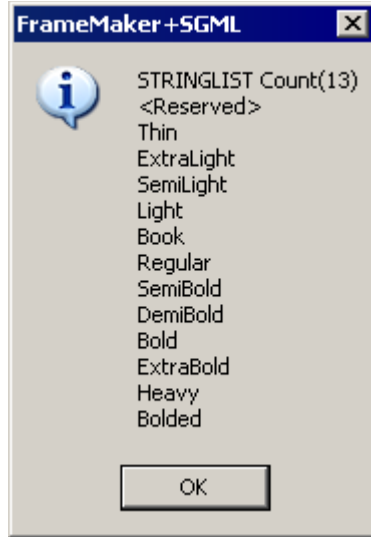 FrameMaker+SGML
STRINGLIST Count(13)
<Reserved>
Thin
ExtraLight
SemiLight
Light
Book
Regular
SemiBold
DemiBold
Bold
ExtraBold
Heavy
Bolded
OK